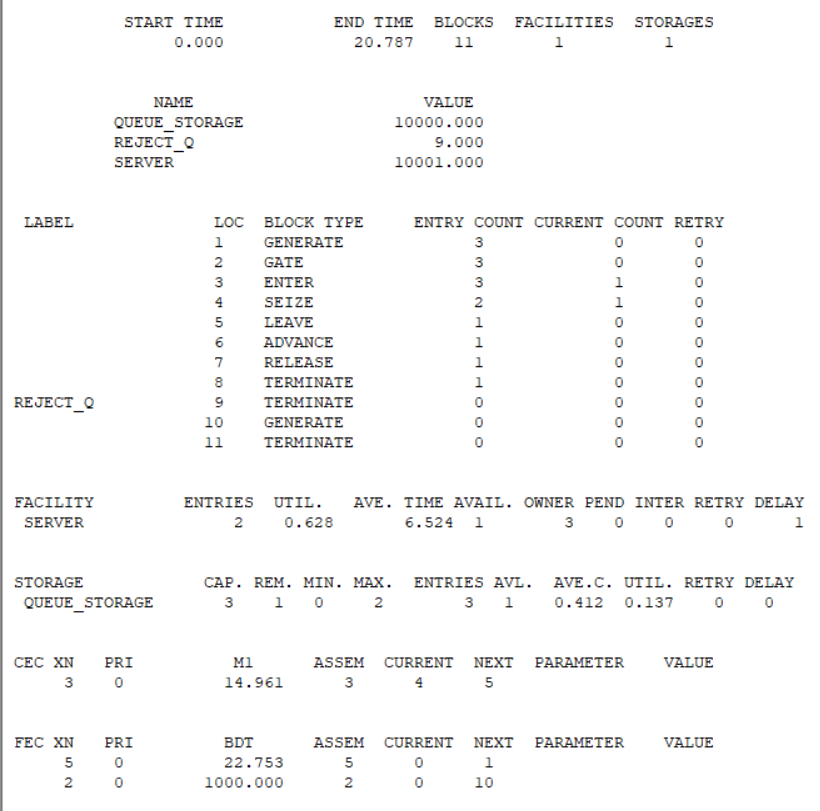 START TIME END TIME BLOCKS FACILITIES STORAGES
0.000 20.787 11 1 1
NAME VALUE
QUEUE_STORAGE 10000.000
REJECT_Q 9.000
SERVER 10001.000
LABEL LOC BLOCK TYPE ENTRY COUNT CURRENT COUNT RETRY
1 GENERATE 3 0 0
2 GATE 3 0 0
3 ENTER 3 1 0
4 SEIZE 2 1 0
5 LEAVE 1 0 0
6 ADVANCE 1 0 0
7 RELEASE 1 0 0
8 TERMINATE 1 0 0
REJECT_Q 9 TERMINATE 0 0 0
10 GENERATE 0 0 0
11 TERMINATE 0 0 0
FACILITY ENTRIES UTIL. AVE. TIME AVAIL. OWNER PEND INTER RETRY DELAY
SERVER 2 0.628 6.524 1 3 0 0 0 1
STORAGE CAP. REM. MIN. MAX. ENTRIES AVL. AVE.C. UTIL. RETRY DELAY
QUEUE_STORAGE 3 1 0 2 3 1 0.412 0.137 0 0
CEC XN PRI M1 ASSEM CURRENT NEXT PARAMETER VALUE
3 0 14.961 3 4 5
FEC XN PRI BDT ASSEM CURRENT NEXT PARAMETER VALUE
5 0 22.753 5 0 1
2 0 1000.000 2 0 10